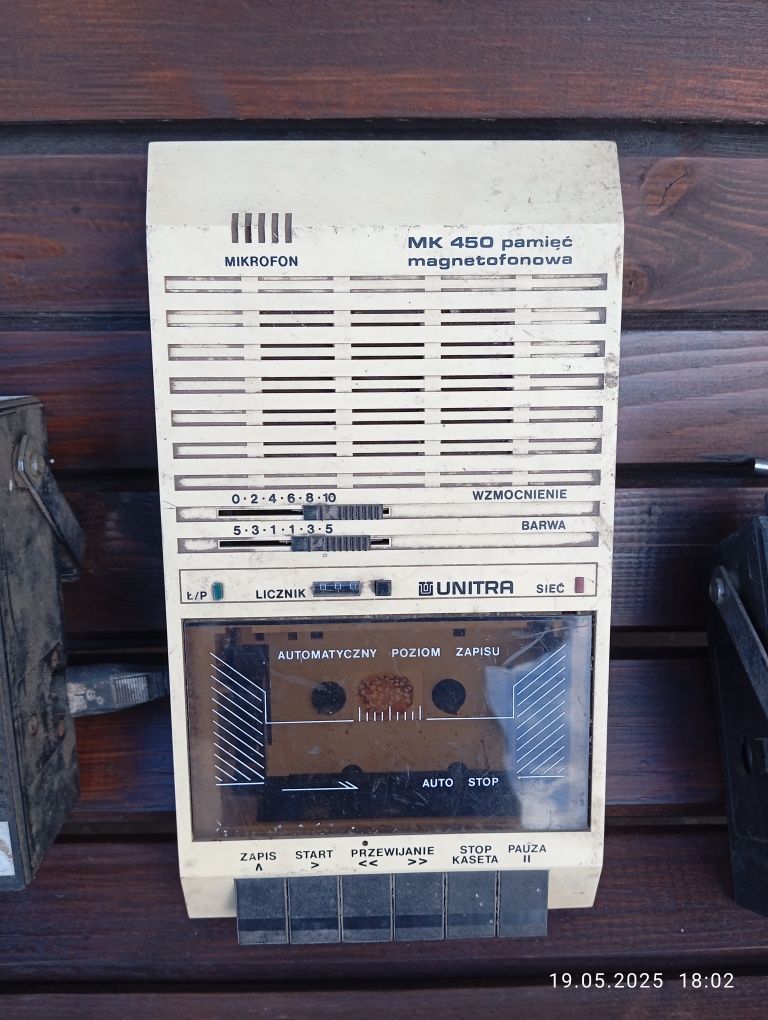 MIKROFON
MK 450 pamięć
magnetofonowa
0·2·4·6·8·10
WZMOCNIENIE
5·3·1·1·3·5
BARWA
Ł/P
LICZNIK
UNITRA
SIEĆ
AUTOMATYCZNY POZIOM ZAPISU
AUTO STOP
ZAPIS
START
PRZEWIJANIE
STOP
KASETA
PAUZA
Λ
>
<<
>>
II
19.05.2025 18:02